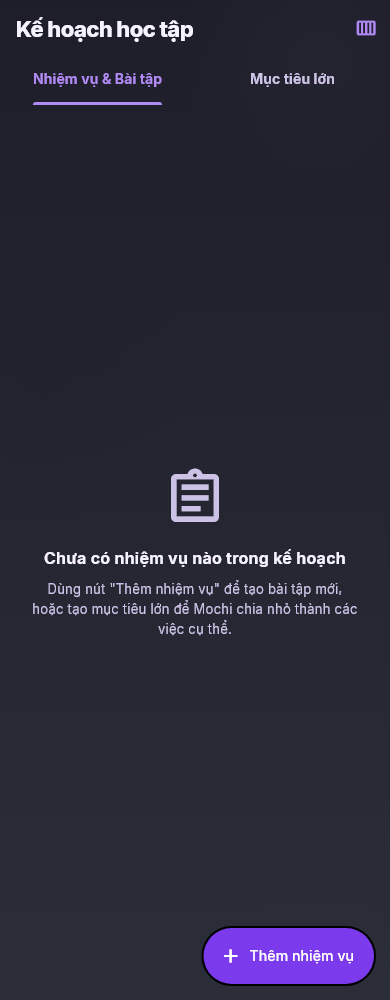 Kế hoạch học tập
Nhiệm vụ & Bài tập
Mục tiêu lớn
Chưa có nhiệm vụ nào trong kế hoạch
Dùng nút "Thêm nhiệm vụ" để tạo bài tập mới,
hoặc tạo mục tiêu lớn để Mochi chia nhỏ thành các
việc cụ thể.
Thêm nhiệm vụ